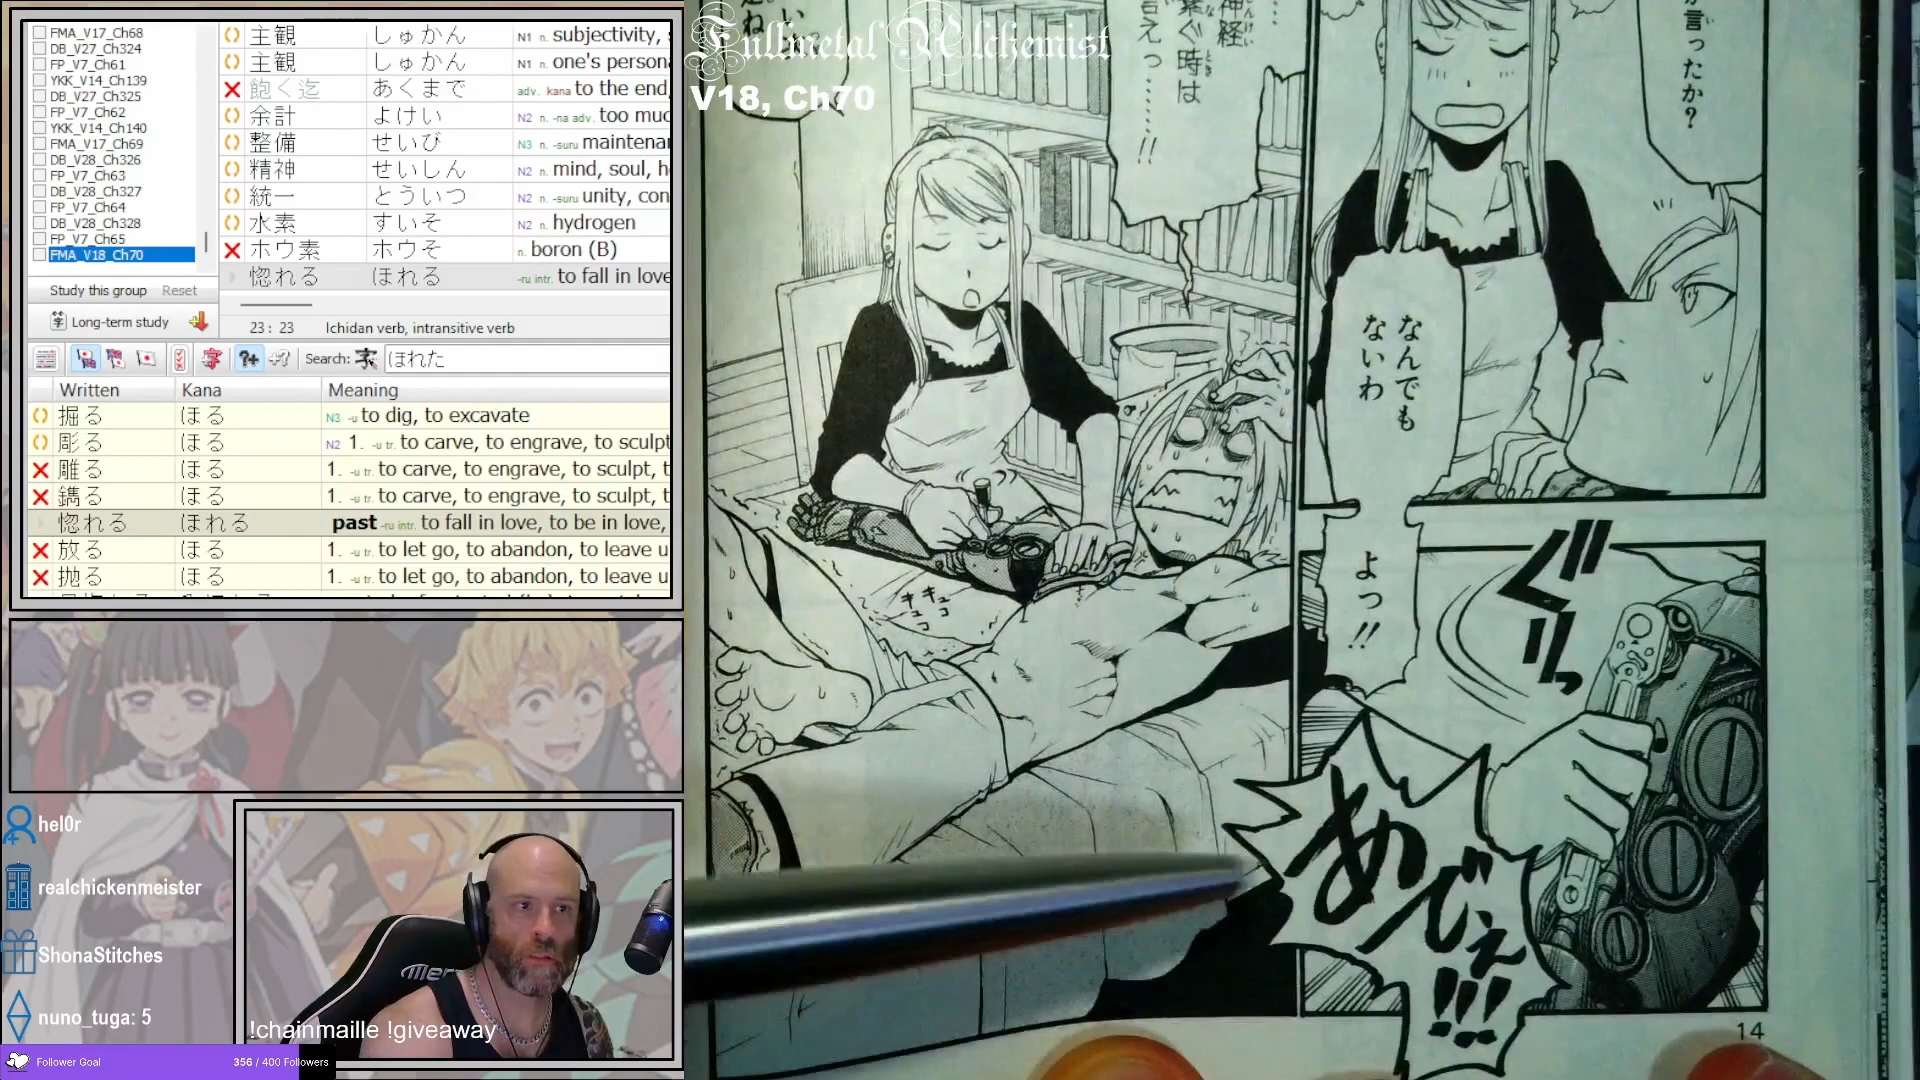 FMA_V17_Ch68
DB_V27_Ch324
FP_V7_Ch61
YKK_V14_Ch139
DB_V27_Ch325
FP_V7_Ch62
YKK_V14_Ch140
FMA_V17_Ch69
DB_V28_Ch326
FP_V7_Ch63
DB_V28_Ch327
FP_V7_Ch64
DB_V28_Ch328
FP_V7_Ch65
FMA_V18_Ch70
Study this group Reset
Long-term study
主観 しゅかん N1 n. subjectivity,
主観 しゅかん N1 n. one's persona
飽く迄 あくまで adv. kana to the end,
余計 よけい N2 n. -na adv. too muc
整備 せいび N3 n. -suru maintenan
精神 せいしん N2 n. mind, soul, h
統一 とういつ N2 n. -suru unity, con
水素 すいそ N2 n. hydrogen
ホウ素 ホウそ n. boron (B)
惚れる ほれる -ru intr. to fall in love
23: 23 Ichidan verb, intransitive verb
Search: ほれた
Written Kana Meaning
掘る ほる N3 -u to dig, to excavate
彫る ほる N2 1. -u tr. to carve, to engrave, to sculpt
雕る ほる 1. -u tr. to carve, to engrave, to sculpt, t
鐫る ほる 1. -u tr. to carve, to engrave, to sculpt, t
惚れる ほれる past -ru intr. to fall in love, to be in love,
放る ほる 1. -u tr. to let go, to abandon, to leave u
抛る ほる 1. -u tr. to let go, to abandon, to leave u
hel0r
realchickenmeister
ShonaStitches
nuno_tuga: 5
!chainmaille !giveaway
Follower Goal 356 / 400 Followers
Fullmetal Alchemist
V18, Ch70
か言ったか?
なんでも
ないわ
よっ!!
ぐっ
神経
繋ぐ時は
言えっ……!!
キュコ
キュコ
めでぇ!!!
14